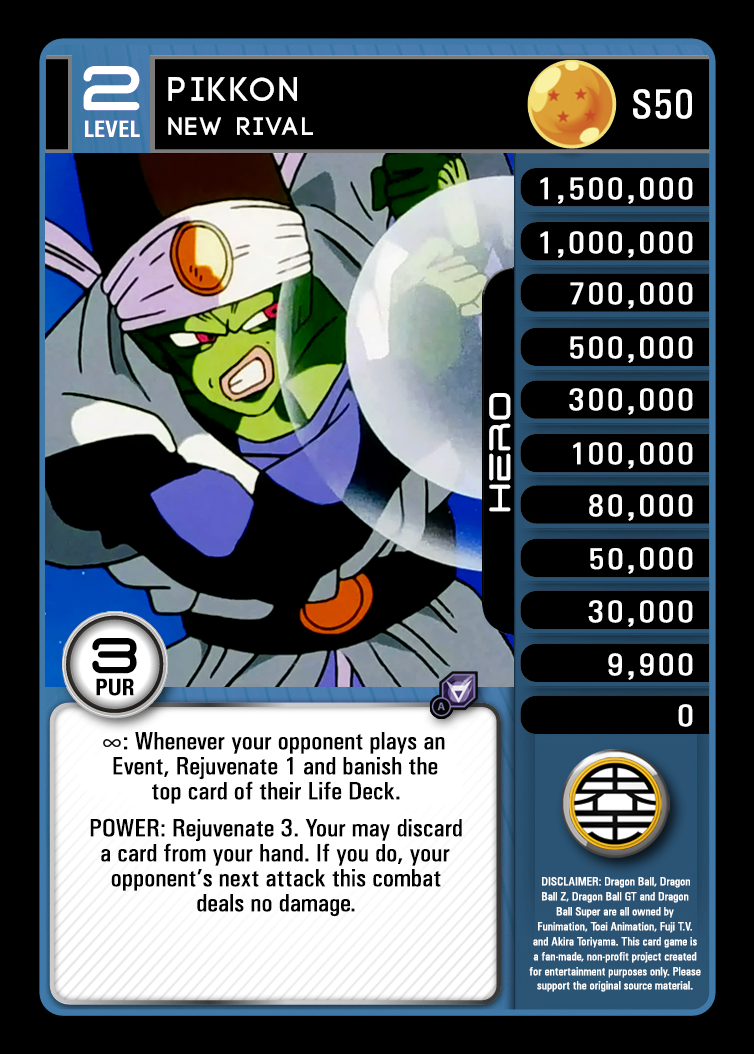 2
LEVEL
PIKKON
NEW RIVAL
S50
1,500,000
1,000,000
700,000
500,000
300,000
100,000
80,000
50,000
30,000
9,900
0
HERO
3
PUR
A
∞: Whenever your opponent plays an
Event, Rejuvenate 1 and banish the
top card of their Life Deck.
POWER: Rejuvenate 3. Your may discard
a card from your hand. If you do, your
opponent's next attack this combat
deals no damage.
DISCLAIMER: Dragon Ball, Dragon
Ball Z, Dragon Ball GT and Dragon
Ball Super are all owned by
Funimation, Toei Animation, Fuji T.V.
and Akira Toriyama. This card game is
a fan-made, non-profit project created
for entertainment purposes only. Please
support the original source material.